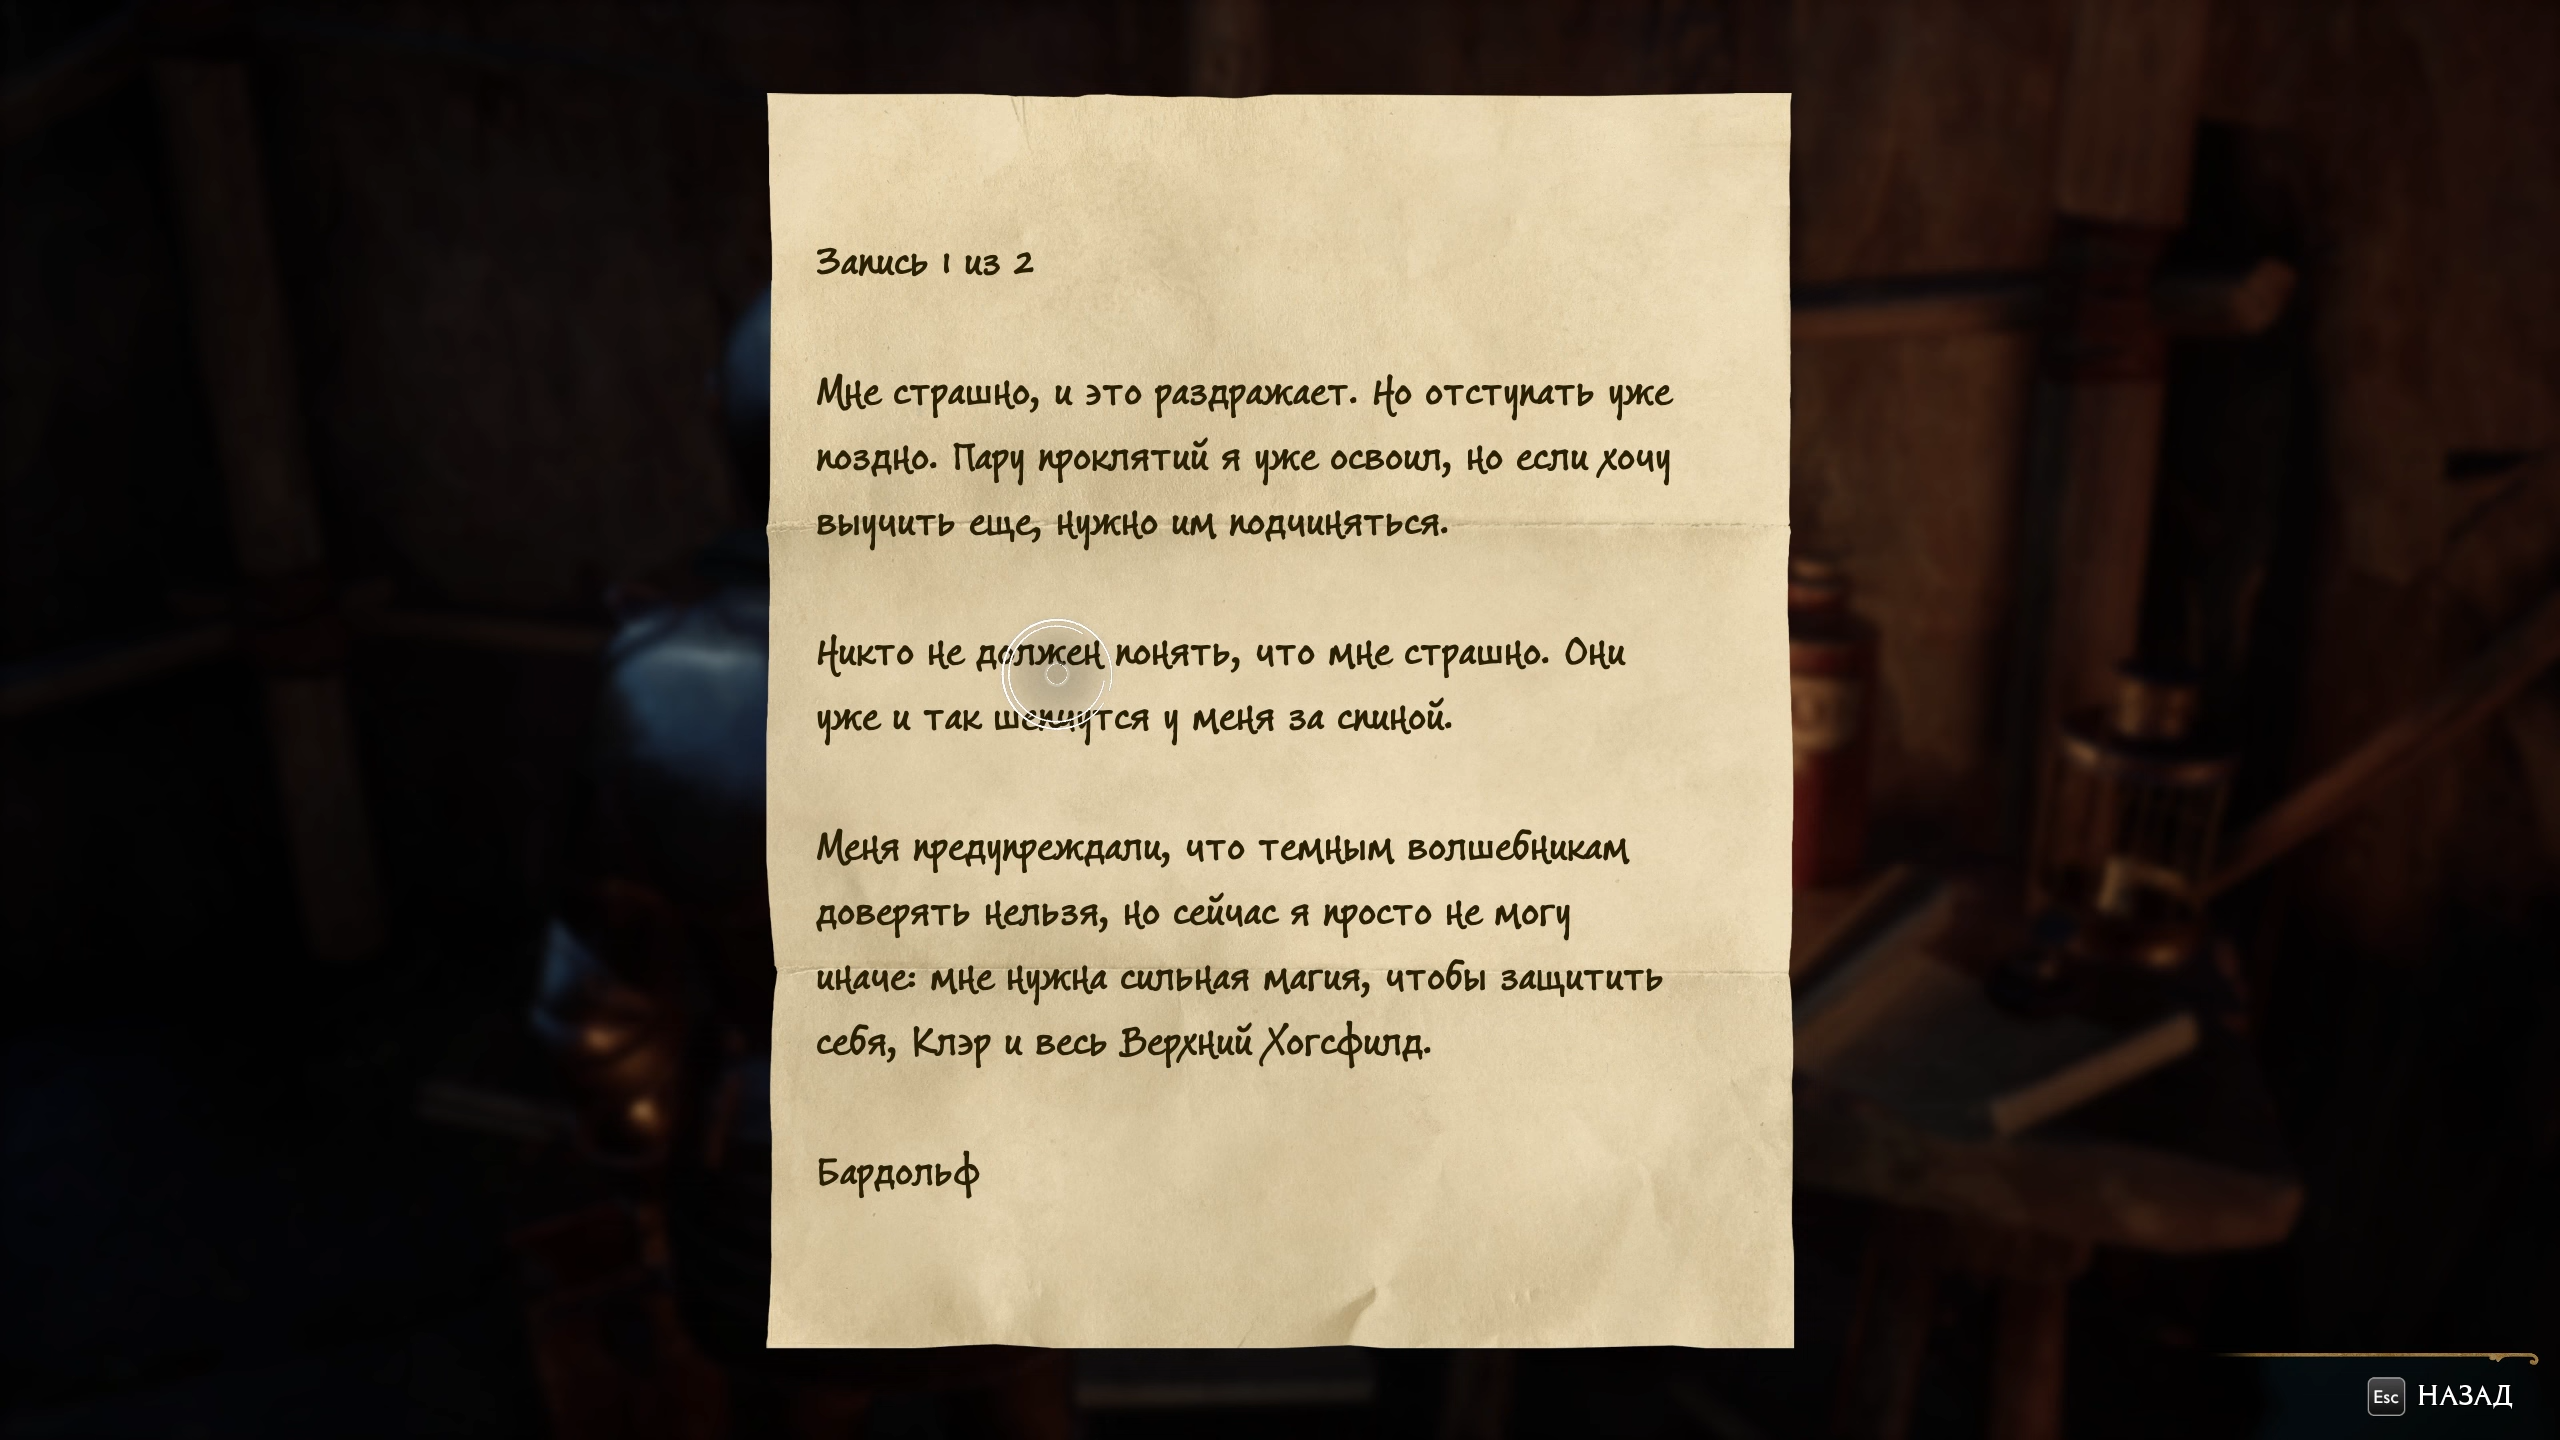 Запись 1 из 2
Мне страшно, и это раздражает. Но отступать уже
поздно. Пару проклятий я уже освоил, но если хочу
выучить еще, нужно им подчиняться.
Никто не должен понять, что мне страшно. Они
уже и так шепчутся у меня за спиной.
Меня предупреждали, что темным волшебникам
доверять нельзя, но сейчас я просто не могу
иначе: мне нужна сильная магия, чтобы защитить
себя, Клэр и весь Верхний Хогсфилд.
Бардольф
Esc НАЗАД